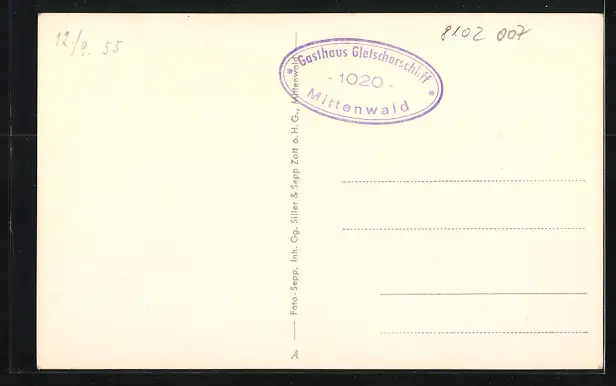 12./9. 55
8102 007
Gasthaus Gletscherschliff
- 1020 -
Mittenwald
Foto-Sepp, Inh. Gg. Siller & Sepp Zott o.H.G., Mittenwald
A